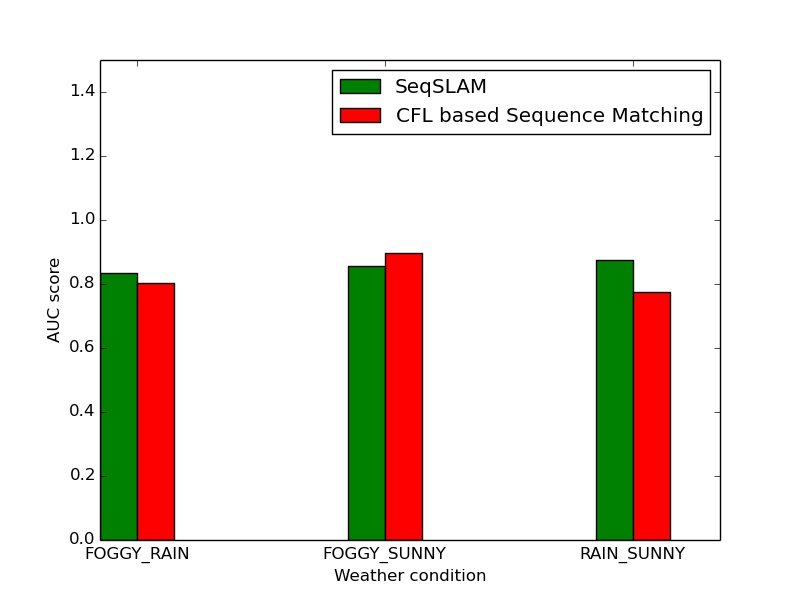 SeqSLAM
CFL based Sequence Matching
1.4
1.2
1.0
0.8
0.6
0.4
0.2
0.0
AUC score
FOGGY_RAIN FOGGY_SUNNY RAIN_SUNNY
Weather condition